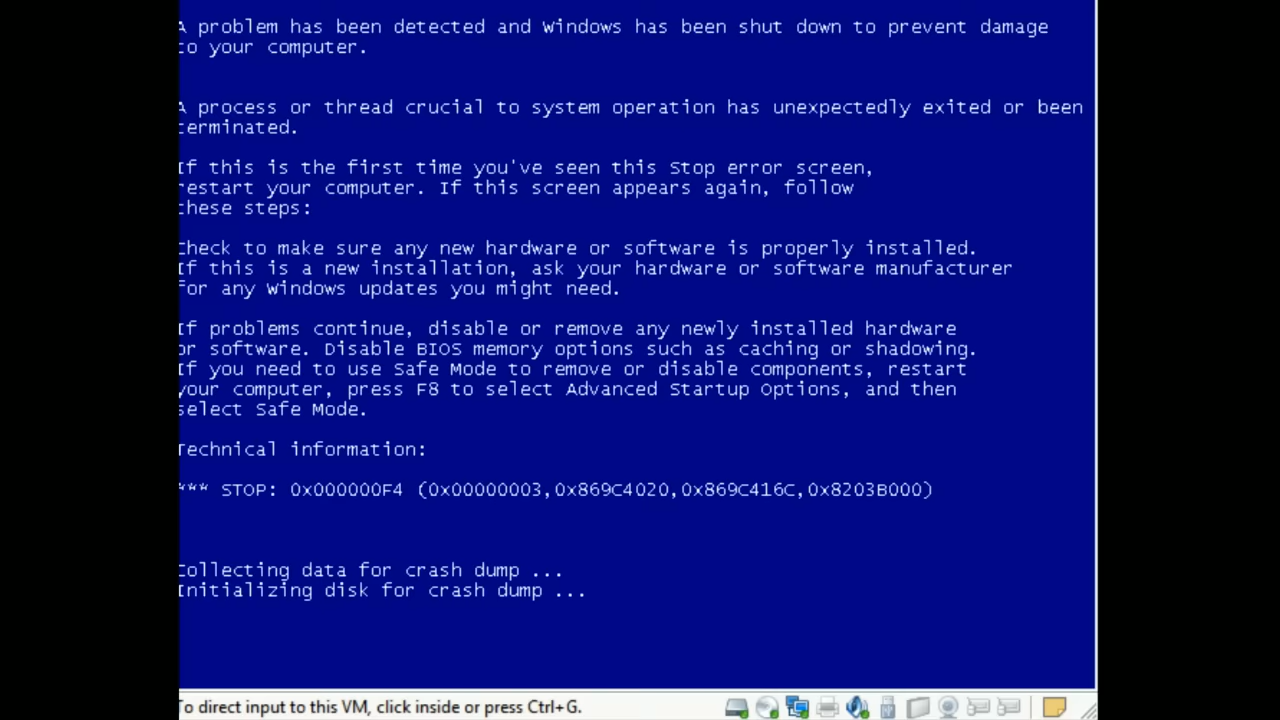 A problem has been detected and Windows has been shut down to prevent damage
to your computer.
A process or thread crucial to system operation has unexpectedly exited or been
terminated.
If this is the first time you've seen this Stop error screen,
restart your computer. If this screen appears again, follow
these steps:
Check to make sure any new hardware or software is properly installed.
If this is a new installation, ask your hardware or software manufacturer
for any Windows updates you might need.
If problems continue, disable or remove any newly installed hardware
or software. Disable BIOS memory options such as caching or shadowing.
If you need to use Safe Mode to remove or disable components, restart
your computer, press F8 to select Advanced Startup Options, and then
select Safe Mode.
Technical information:
*** STOP: 0x000000F4 (0x00000003,0x869C4020,0x869C416C,0x8203B000)
Collecting data for crash dump ...
Initializing disk for crash dump ...
To direct input to this VM, click inside or press Ctrl+G.